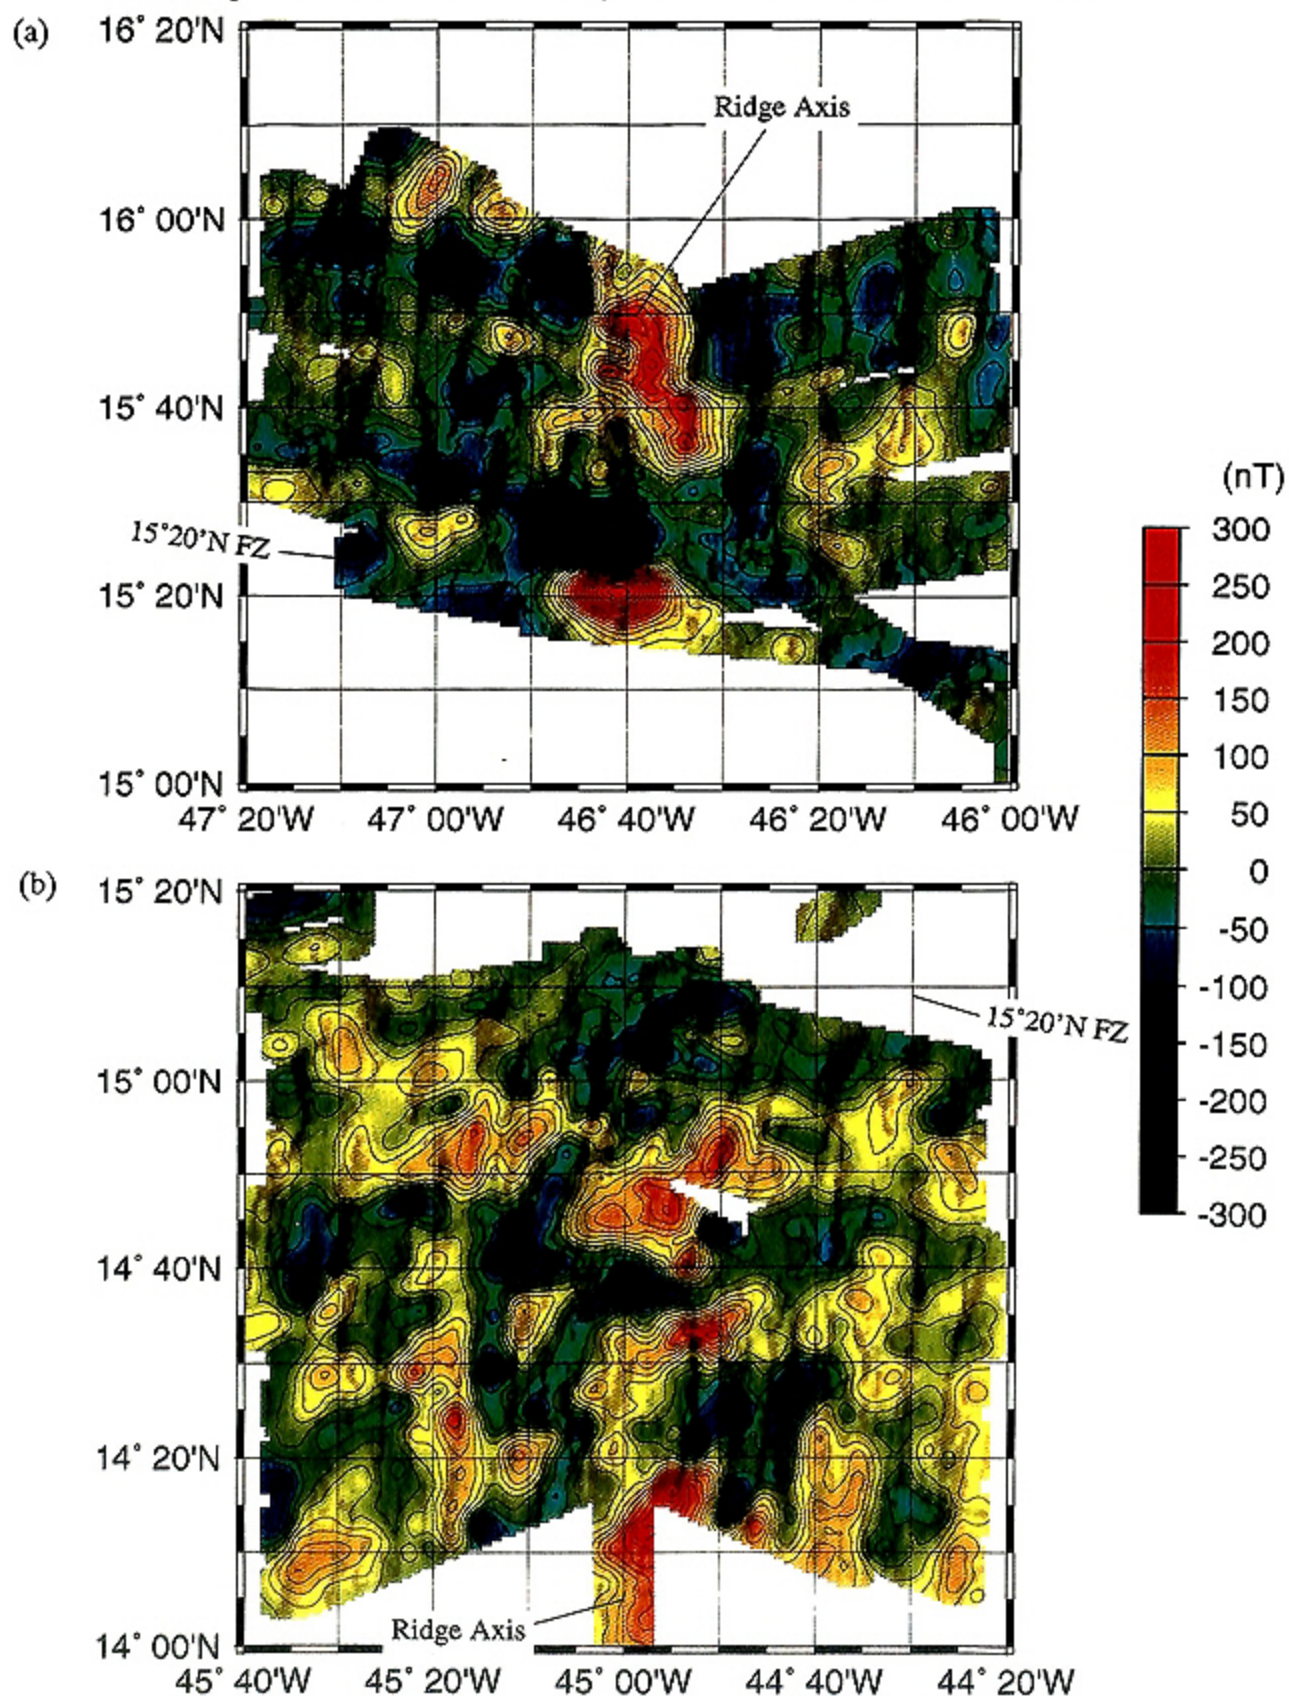 (a)
16° 20'N
16° 00'N
15° 40'N
15° 20'N
15° 00'N
47° 20'W 47° 00'W 46° 40'W 46° 20'W 46° 00'W
Ridge Axis
15°20'N FZ
(nT)
300
250
200
150
100
50
0
-50
-100
-150
-200
-250
-300
(b)
15° 20'N
15° 00'N
14° 40'N
14° 20'N
14° 00'N
45° 40'W 45° 20'W 45° 00'W 44° 40'W 44° 20'W
15°20'N FZ
Ridge Axis